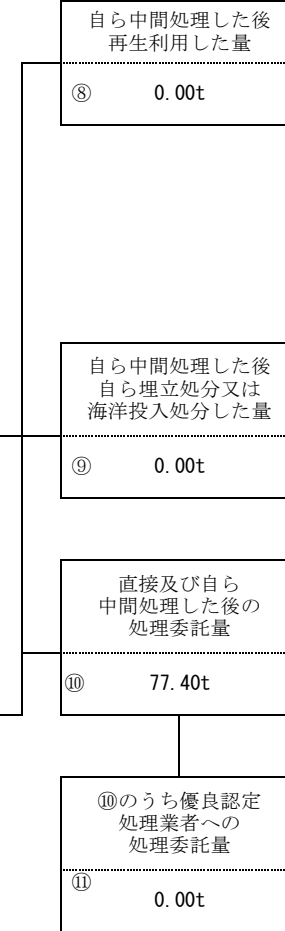 自ら中間処理した後
再生利用した量
⑧ 0.00t
自ら中間処理した後
自ら埋立処分又は
海洋投入処分した量
⑨ 0.00t
直接及び自ら
中間処理した後の
処理委託量
⑩ 77.40t
⑩のうち優良認定
処理業者への
処理委託量
⑪
0.00t